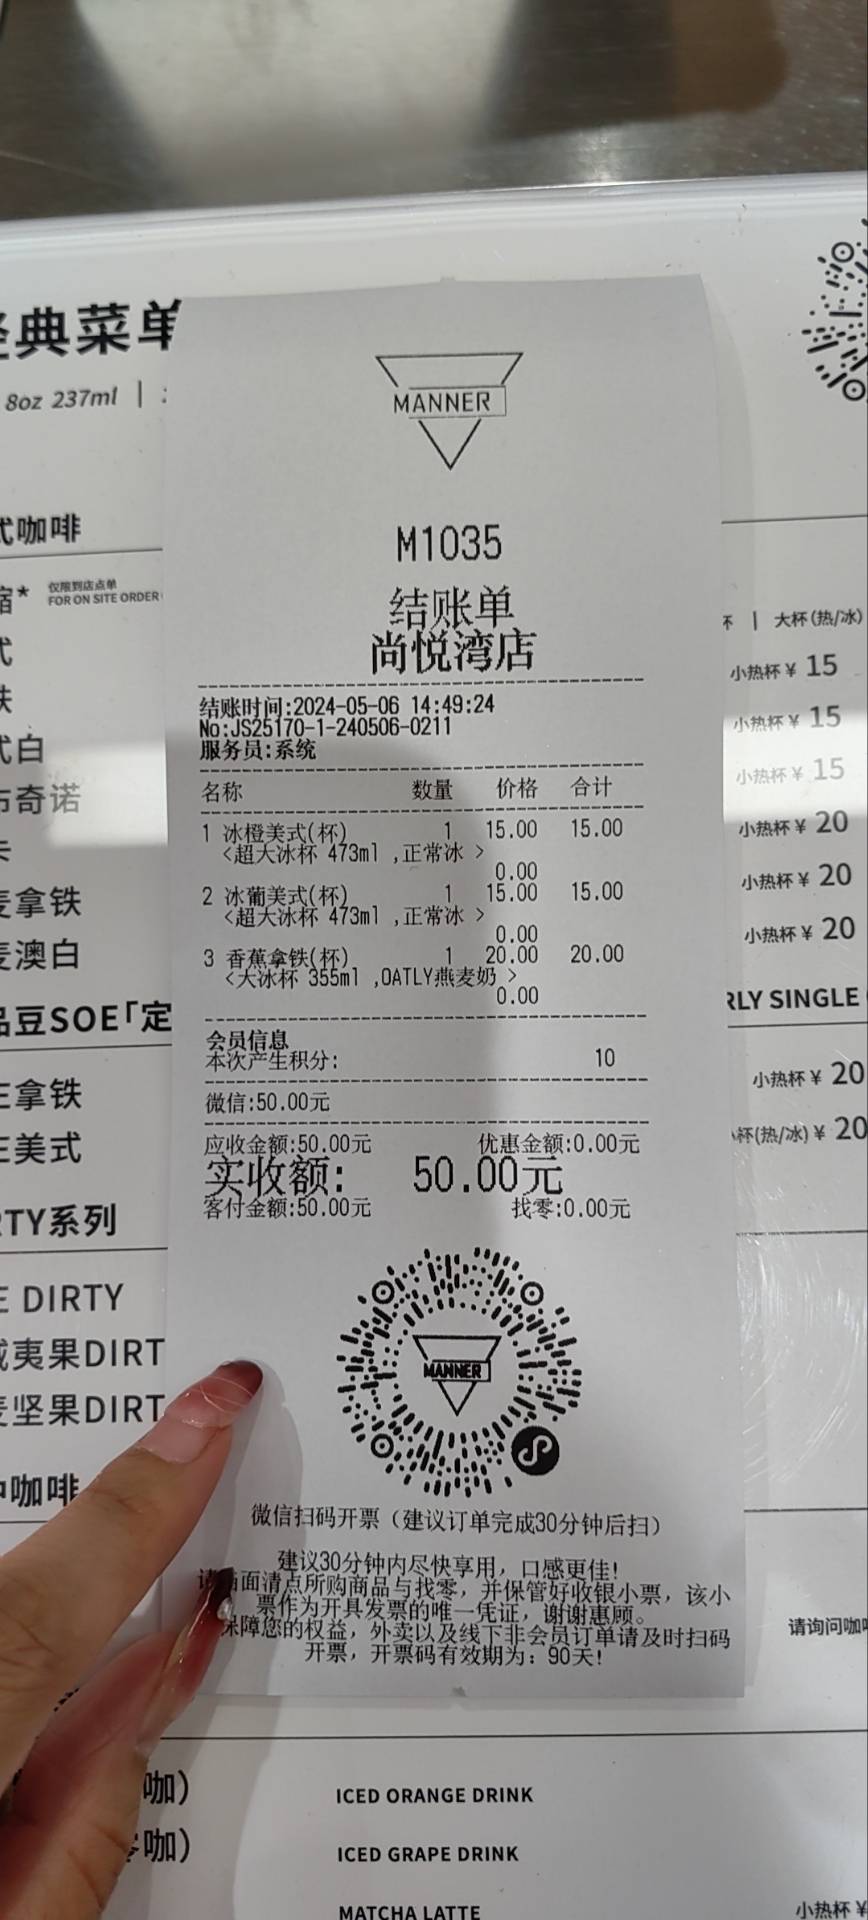 典菜单
8oz 237ml |
MANNER
M1035
结账单
尚悦湾店
结账时间:2024-05-06 14:49:24
No:JS25170-1-240506-0211
服务员:系统
名称 数量 价格 合计
1 冰橙美式(杯) 1 15.00 15.00
<超大冰杯 473ml ,正常冰 >
0.00
2 冰葡美式(杯) 1 15.00 15.00
<超大冰杯 473ml ,正常冰 >
0.00
3 香蕉拿铁(杯) 1 20.00 20.00
<大冰杯 355ml ,OATLY燕麦奶 >
0.00
会员信息
本次产生积分: 10
微信:50.00元
应收金额:50.00元 优惠金额:0.00元
实收额: 50.00元
客付金额:50.00元 找零:0.00元
MANNER
微信扫码开票（建议订单完成30分钟后扫）
建议30分钟内尽快享用，口感更佳!
请 面清点所购商品与找零，并保管好收银小票，该小
票作为开具发票的唯一凭证，谢谢惠顾。
保障您的权益，外卖以及线下非会员订单请及时扫码
开票，开票码有效期为：90天!
式咖啡
仅限到店点单
FOR ON SITE ORDER
式
白
布奇诺
拿铁
澳白
品豆SOE「定
拿铁
美式
RTY系列
DIRTY
夷果DIRT
坚果DIRT
咖啡
杯 | 大杯(热/冰)
小热杯 ¥ 15
小热杯 ¥ 15
小热杯 ¥ 15
小热杯 ¥ 20
小热杯 ¥ 20
小热杯 ¥ 20
RLY SINGLE
小热杯 ¥ 20
杯(热/冰) ¥ 20
请询问咖
咖)
ICED ORANGE DRINK
咖)
ICED GRAPE DRINK
MATCHA LATTE
小热杯 ¥